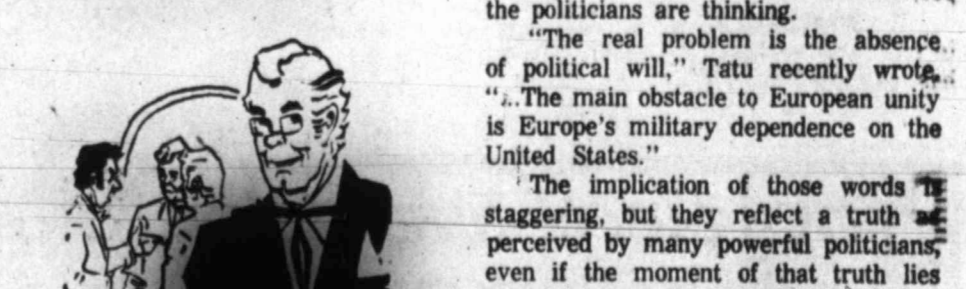 the politicians are thinking.
"The real problem is the absence
of political will," Tatu recently wrote.
"...The main obstacle to European unity
is Europe's military dependence on the
United States."
The implication of those words is
staggering, but they reflect a truth as
perceived by many powerful politicians,
even if the moment of that truth lies